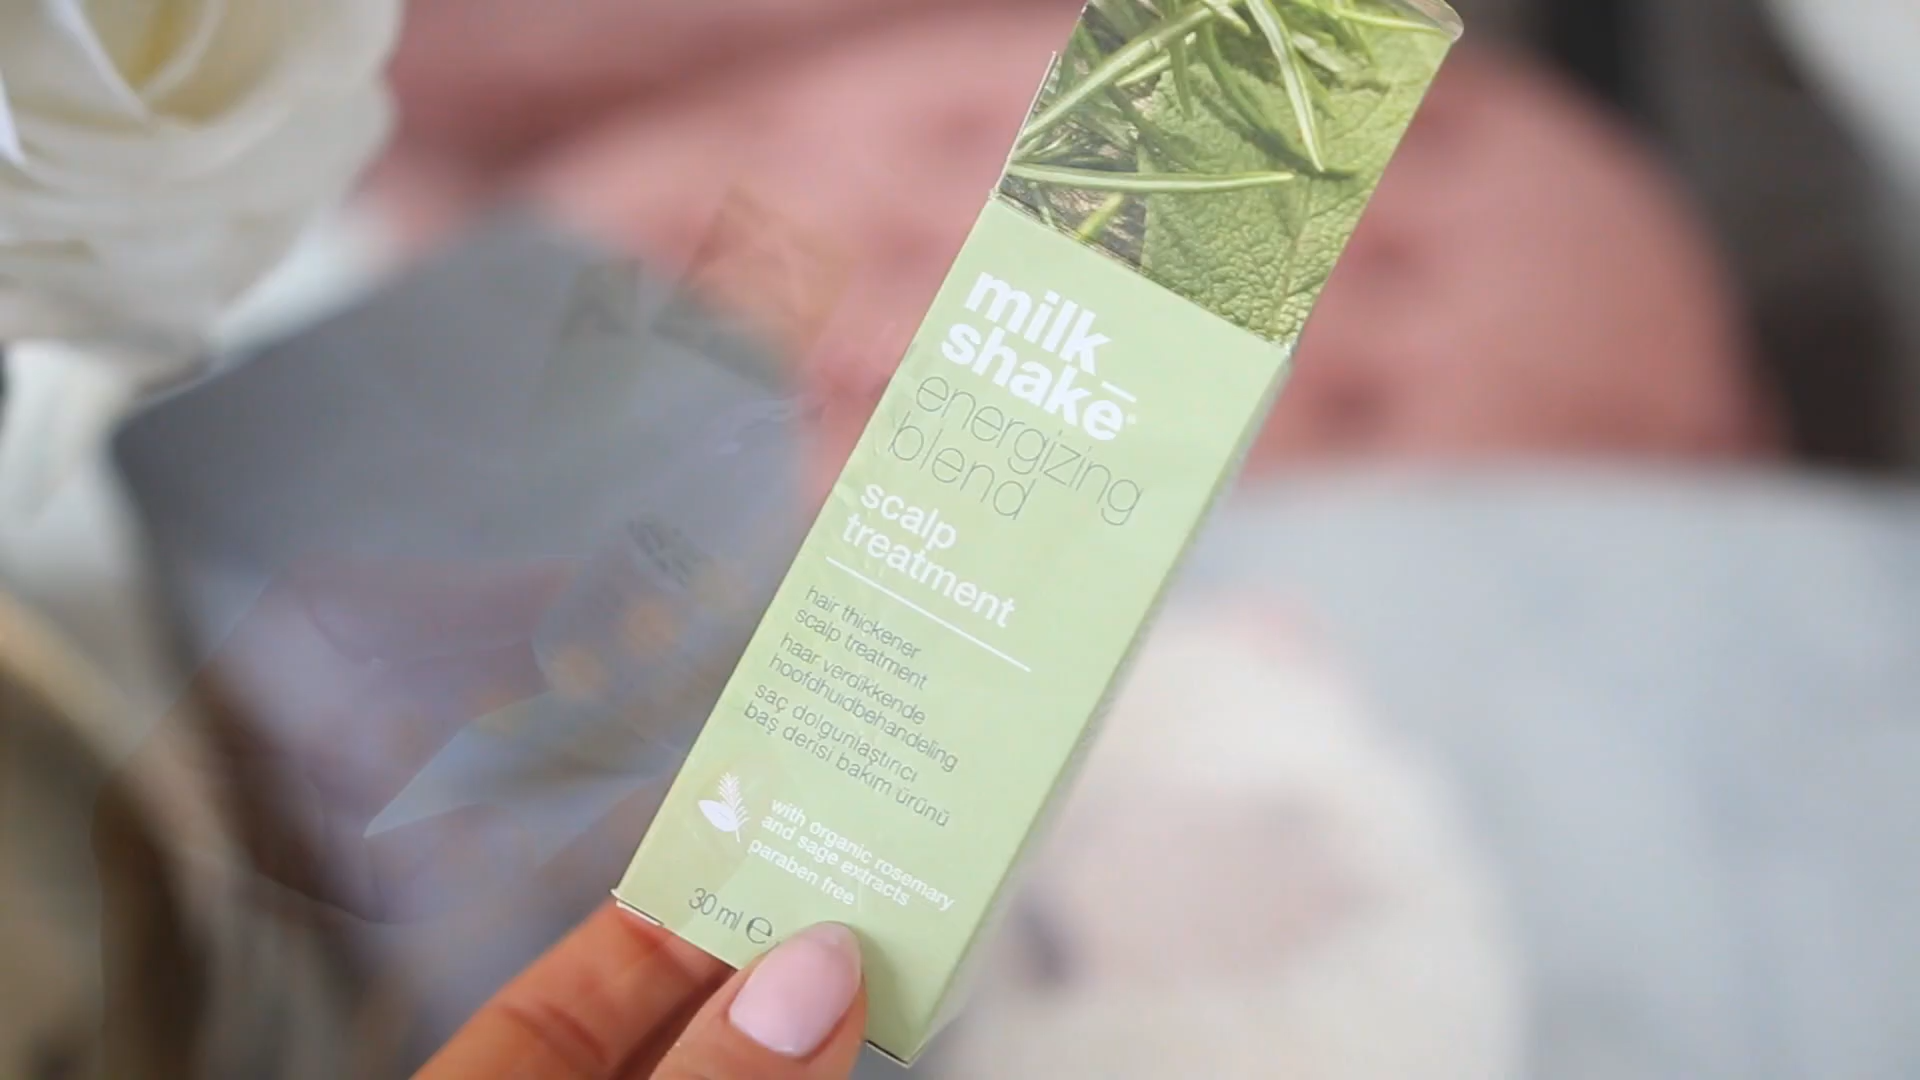 milk_
shake®
energizing
blend
scalp
treatment
hair thickener
scalp treatment
haar verdikkende
hoofdhuidbehandeling
saç dolgunlaştırıcı
baş derisi bakım ürünü
with organic rosemary
and sage extracts
paraben free
30 ml ℮